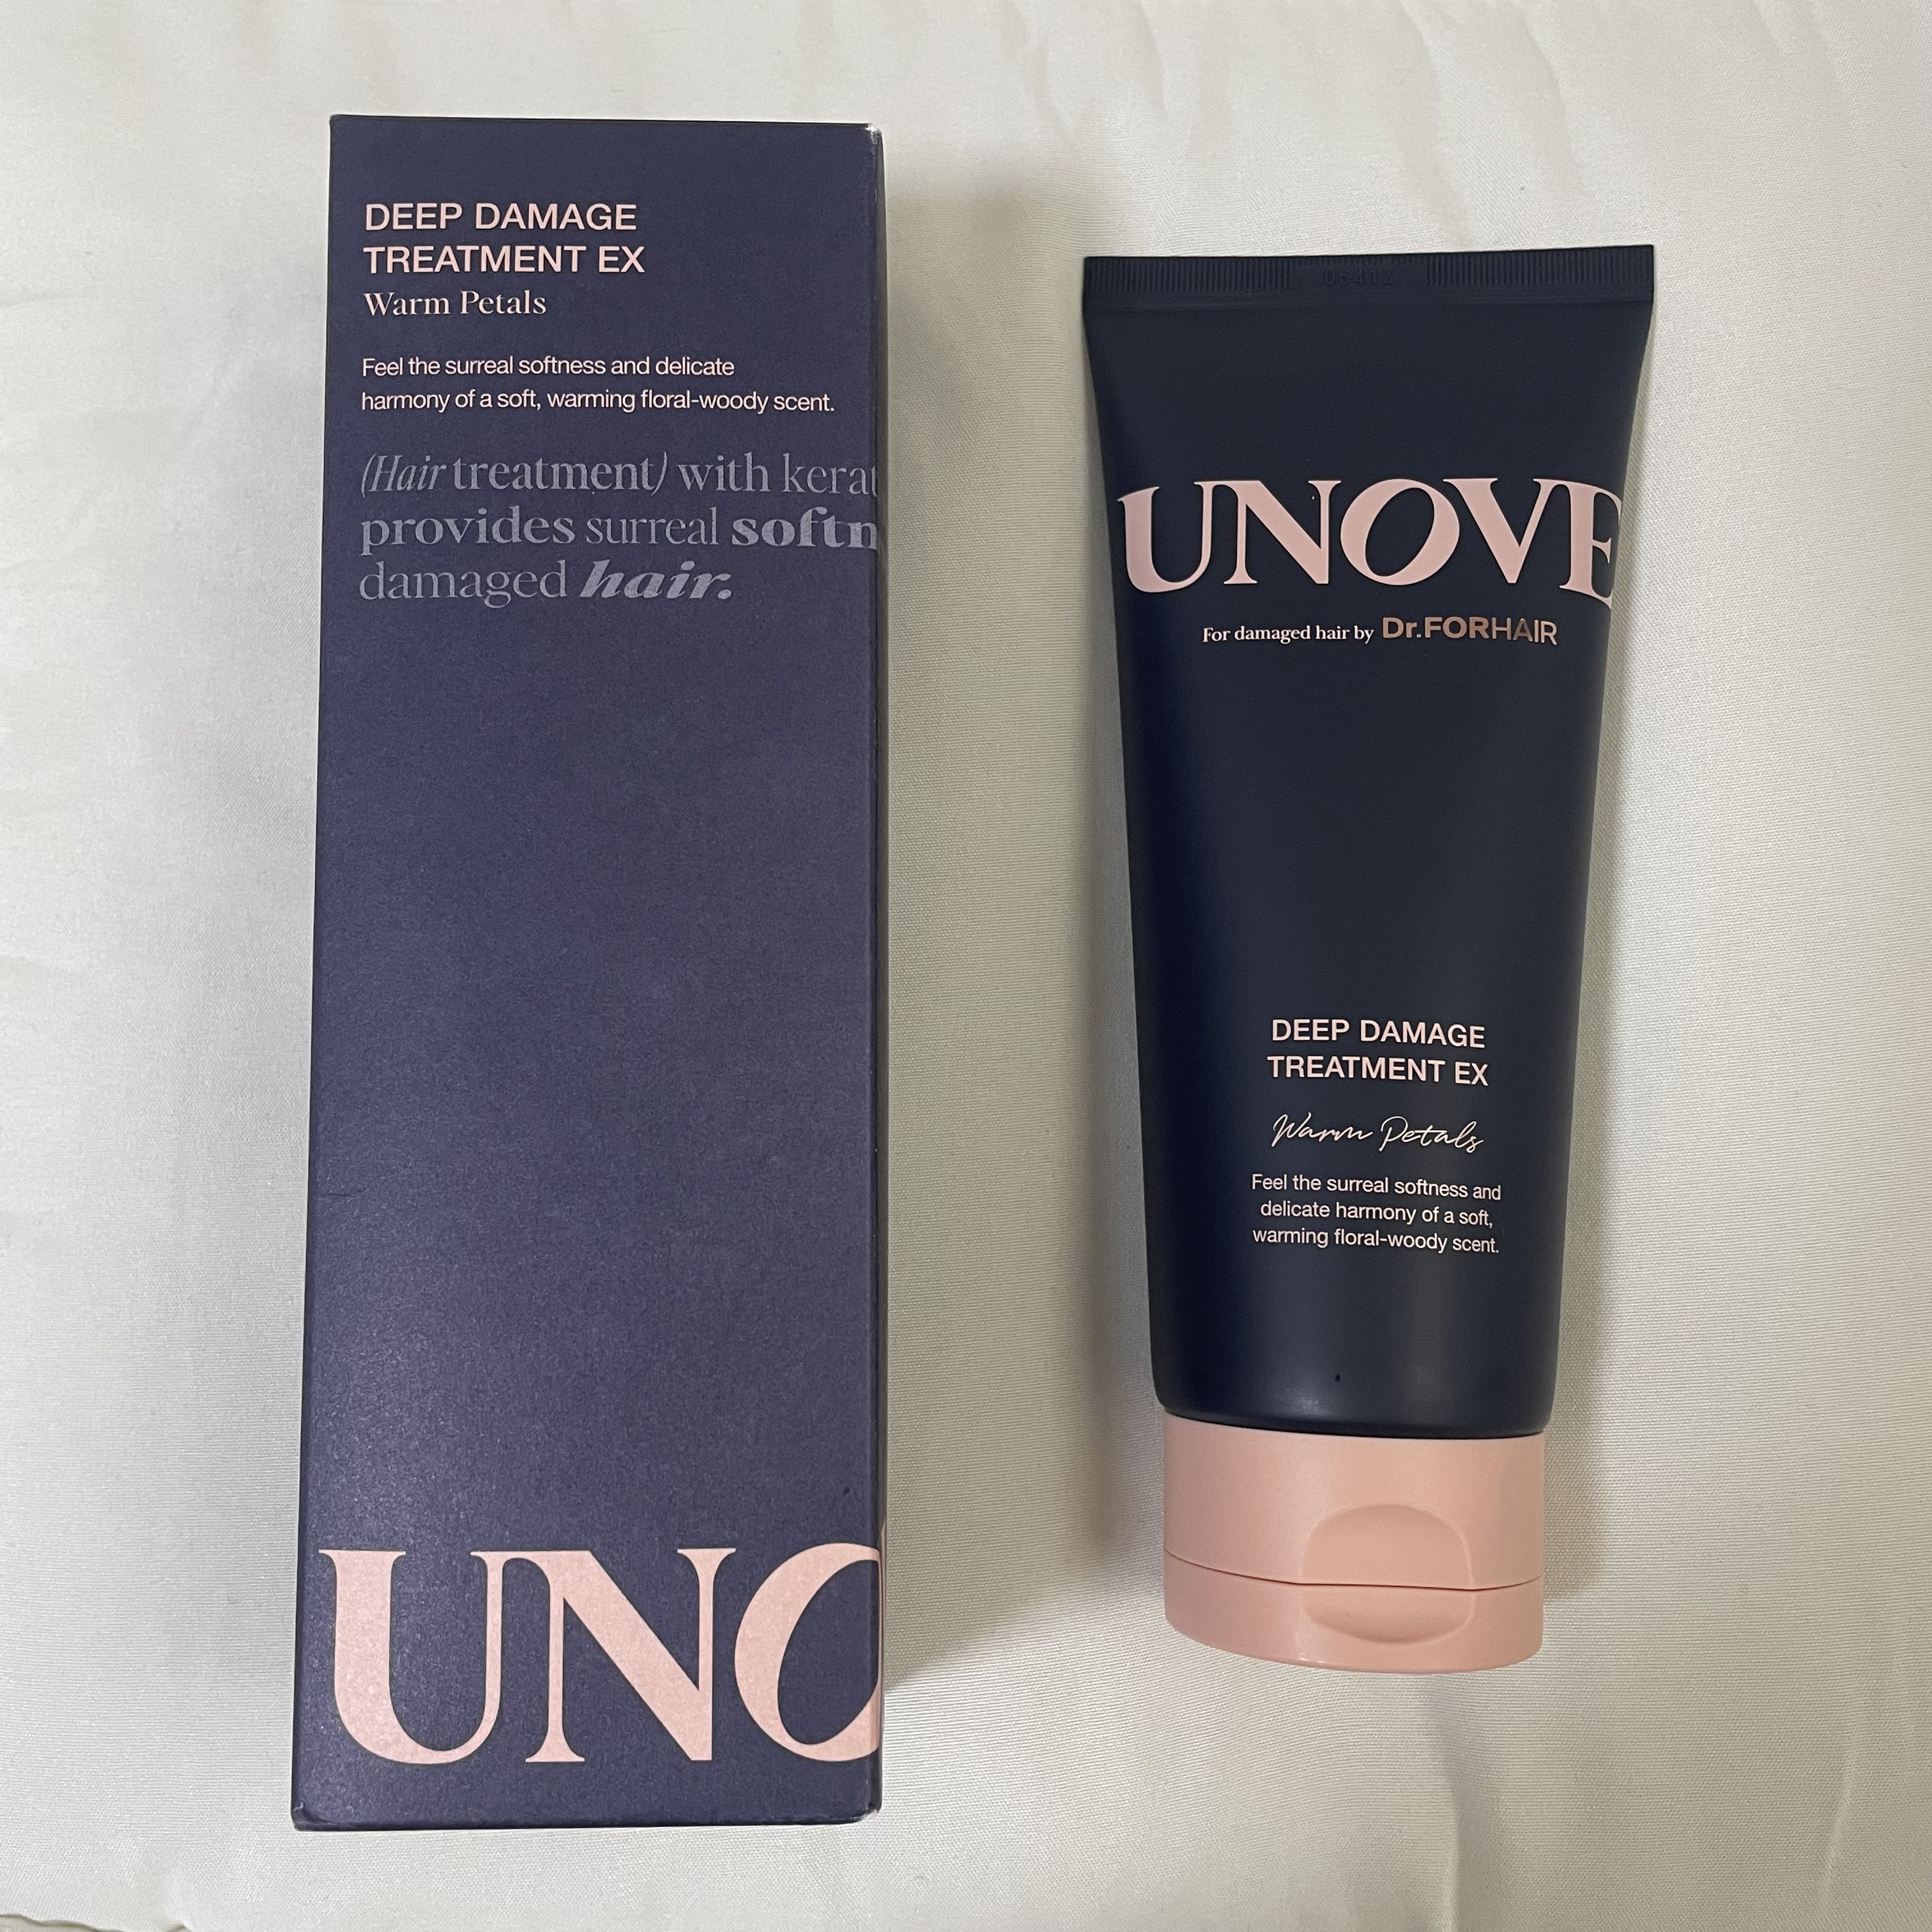 DEEP DAMAGE
TREATMENT EX
Warm Petals
Feel the surreal softness and delicate
harmony of a soft, warming floral-woody scent.
(Hair treatment) with kerat
provides surreal softn
damaged hair.
UNO
UNOVE
For damaged hair by Dr.FORHAIR
DEEP DAMAGE
TREATMENT EX
Warm Petals
Feel the surreal softness and
delicate harmony of a soft,
warming floral-woody scent.